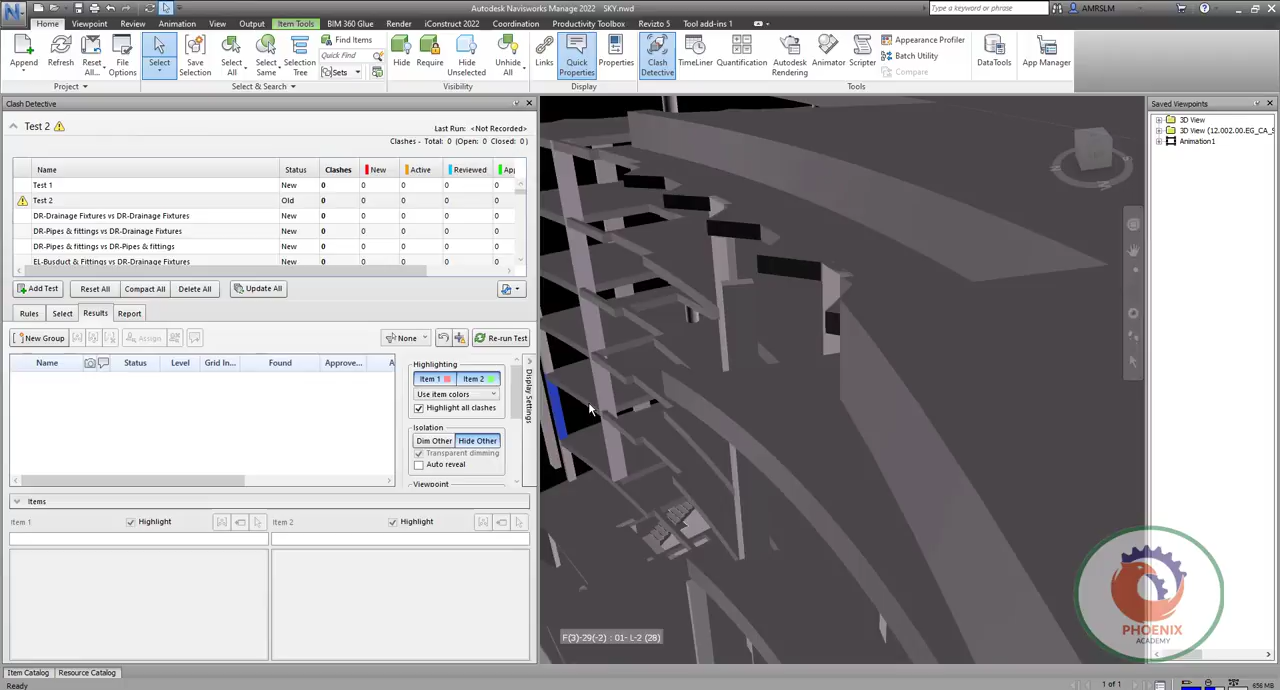 Autodesk Navisworks Manage 2022   SKY.nwd
Type a keyword or phrase
AMRSLM
Home
Viewpoint
Review
Animation
View
Output
Item Tools
BIM 360 Glue
Render
iConstruct 2022
Coordination
Productivity Toolbox
Revizto 5
Tool add-ins 1
Append
Refresh
Reset All...
File Options
Select
Save Selection
Select All
Select Same
Selection Tree
Find Items
Quick Find
Sets
Hide
Require
Hide Unselected
Unhide All
Links
Quick Properties
Properties
Clash Detective
TimeLiner
Quantification
Autodesk Rendering
Animator
Scripter
Appearance Profiler
Batch Utility
Compare
DataTools
App Manager
Project
Select & Search
Visibility
Display
Tools
Clash Detective
Saved Viewpoints
Test 2
Last Run: <Not Recorded>
Clashes - Total: 0 (Open: 0 Closed: 0)
Name Status Clashes New Active Reviewed App
Test 1 New 0 0 0 0 0
Test 2 Old 0 0 0 0 0
DR-Drainage Fixtures vs DR-Drainage Fixtures New 0 0 0 0 0
DR-Pipes & fittings vs DR-Drainage Fixtures New 0 0 0 0 0
DR-Pipes & fittings vs DR-Pipes & fittings New 0 0 0 0 0
EL-Busduct & Fittings vs DR-Drainage Fixtures New 0 0 0 0 0
Add Test Reset All Compact All Delete All Update All
Rules Select Results Report
New Group
Assign
None
Re-run Test
Name Status Level Grid In... Found Approve... A
Highlighting
Item 1 Item 2
Use item colors
Highlight all clashes
Isolation
Dim Other Hide Other
Transparent dimming
Auto reveal
Viewpoint
Display Settings
Items
Item 1 Highlight
Item 2 Highlight
3D View
3D View (12.002.00.EG_CA_S
Animation1
F(3)-29(-2) : 01- L-2 (28)
PHOENIX
ACADEMY
Item Catalog Resource Catalog
Ready
1 of 1
656 MB